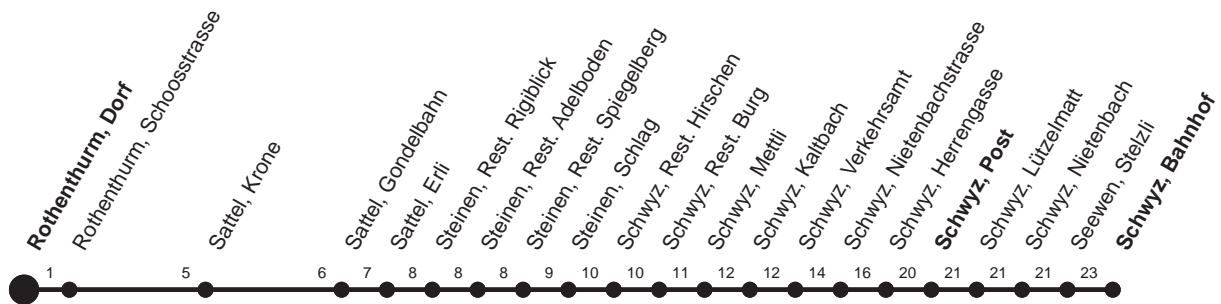 Rothenthurm, Dorf
Rothenthurm, Schoosstrasse
Sattel, Krone
Sattel, Gondelbahn
Sattel, Erli
Steinen, Rest. Rigiblick
Steinen, Rest. Adelboden
Steinen, Rest. Spiegelberg
Steinen, Schlag
Schwyz, Rest. Hirschen
Schwyz, Rest. Burg
Schwyz, Mettli
Schwyz, Kaltbach
Schwyz, Verkehrsamt
Schwyz, Nietenbachstrasse
Schwyz, Herrengasse
Schwyz, Post
Schwyz, Lützelmatt
Schwyz, Nietenbach
Seewen, Stelzli
Schwyz, Bahnhof
1 5 6 7 8 8 8 9 10 10 11 12 12 14 16 20 21 21 21 23